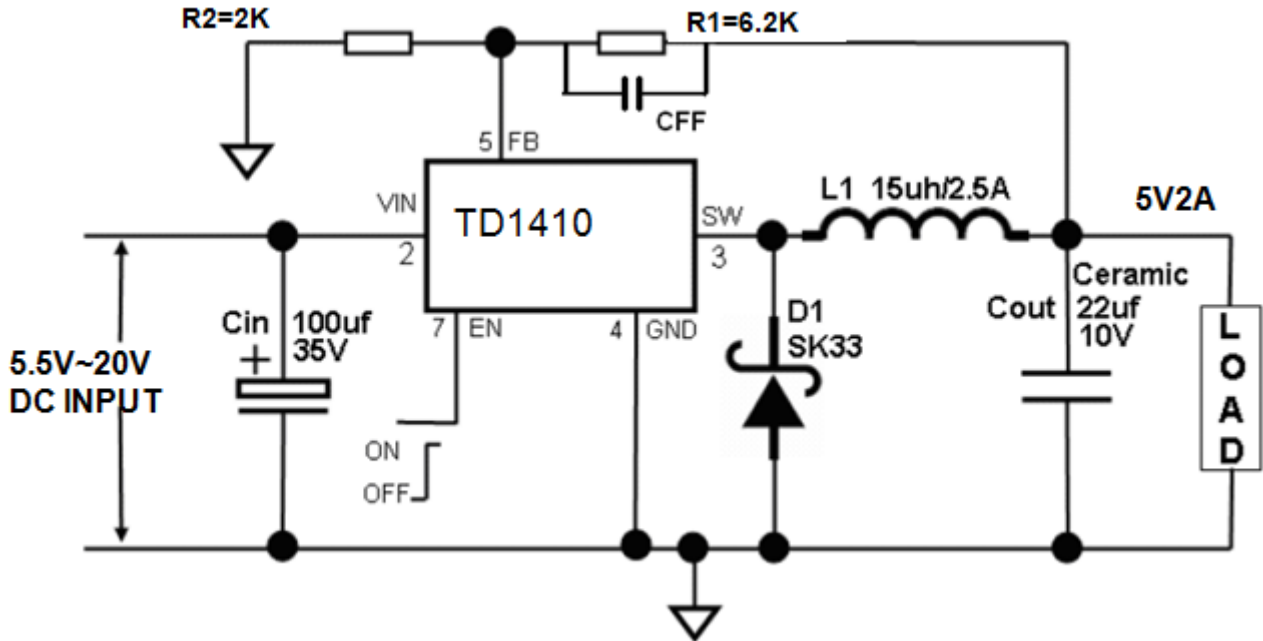 R2=2K
R1=6.2K
CFF
5 FB
VIN
TD1410
SW
2
3
L1 15uh/2.5A
5V2A
Cin 100uf
+ 35V
7 EN
4 GND
D1
SK33
Ceramic
Cout 22uf
10V
LOAD
5.5V~20V
DC INPUT
ON
OFF